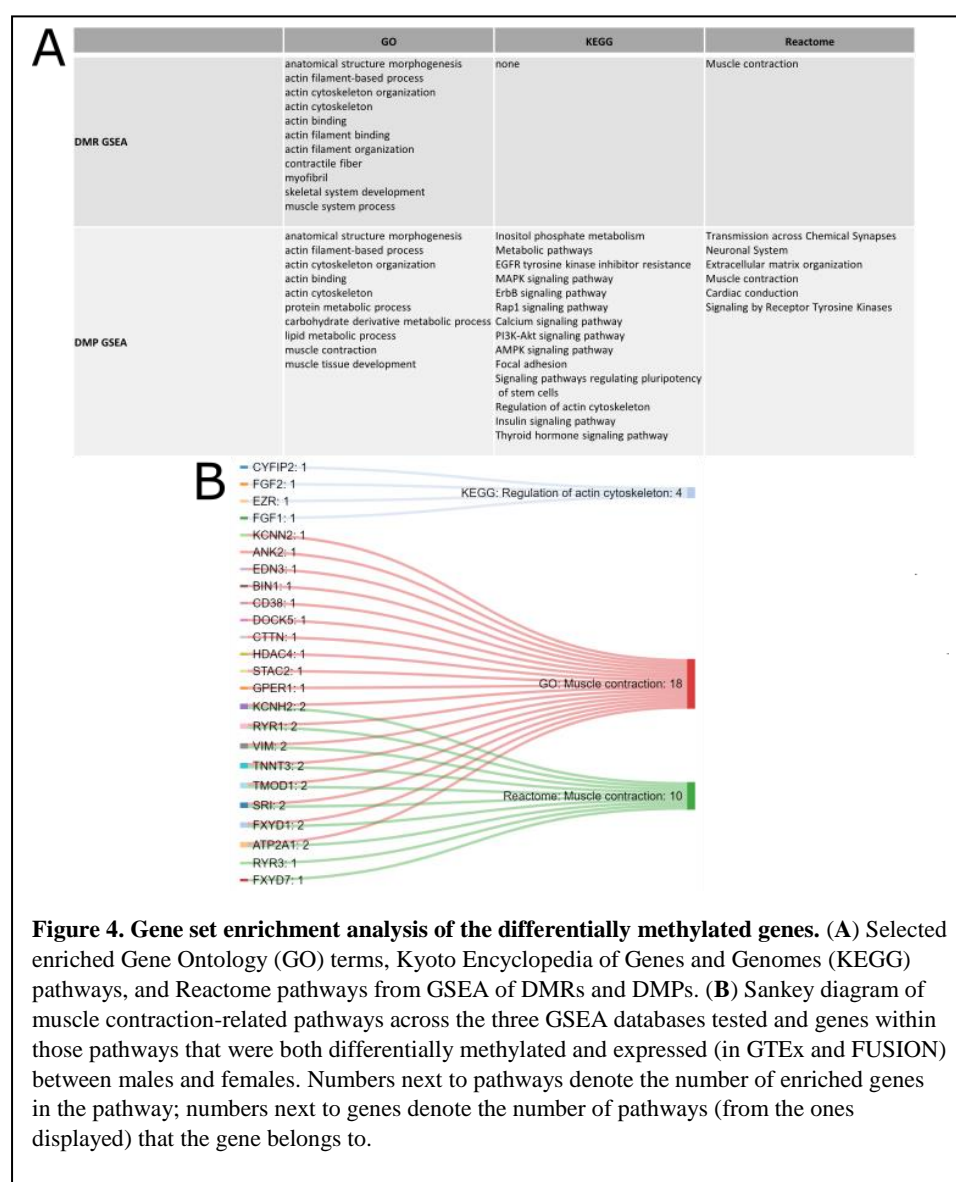 A
GO KEGG Reactome
DMR GSEA
anatomical structure morphogenesis
actin filament-based process
actin cytoskeleton organization
actin cytoskeleton
actin binding
actin filament binding
actin filament organization
contractile fiber
myofibril
skeletal system development
muscle system process
none
Muscle contraction
DMP GSEA
anatomical structure morphogenesis
actin filament-based process
actin cytoskeleton organization
actin binding
actin cytoskeleton
protein metabolic process
carbohydrate derivative metabolic process
lipid metabolic process
muscle contraction
muscle tissue development
Inositol phosphate metabolism
Metabolic pathways
EGFR tyrosine kinase inhibitor resistance
MAPK signaling pathway
ErbB signaling pathway
Rap1 signaling pathway
Calcium signaling pathway
PI3K-Akt signaling pathway
AMPK signaling pathway
Focal adhesion
Signaling pathways regulating pluripotency
of stem cells
Regulation of actin cytoskeleton
Insulin signaling pathway
Thyroid hormone signaling pathway
Transmission across Chemical Synapses
Neuronal System
Extracellular matrix organization
Muscle contraction
Cardiac conduction
Signaling by Receptor Tyrosine Kinases
B
CYFIP2: 1
FGF2: 1
EZR: 1
FGF1: 1
KCNN2: 1
ANK2: 1
EDN3: 1
BIN1: 1
CD38: 1
DOCK5: 1
CTTN: 1
HDAC4: 1
STAC2: 1
GPER1: 1
KCNH2: 2
RYR1: 2
VIM: 2
TNNT3: 2
TMOD1: 2
SRI: 2
FXYD1: 2
ATP2A1: 2
RYR3: 1
FXYD7: 1
KEGG: Regulation of actin cytoskeleton: 4
GO: Muscle contraction: 18
Reactome: Muscle contraction: 10
Figure 4. Gene set enrichment analysis of the differentially methylated genes. (A) Selected
enriched Gene Ontology (GO) terms, Kyoto Encyclopedia of Genes and Genomes (KEGG)
pathways, and Reactome pathways from GSEA of DMRs and DMPs. (B) Sankey diagram of
muscle contraction-related pathways across the three GSEA databases tested and genes within
those pathways that were both differentially methylated and expressed (in GTEx and FUSION)
between males and females. Numbers next to pathways denote the number of enriched genes
in the pathway; numbers next to genes denote the number of pathways (from the ones
displayed) that the gene belongs to.